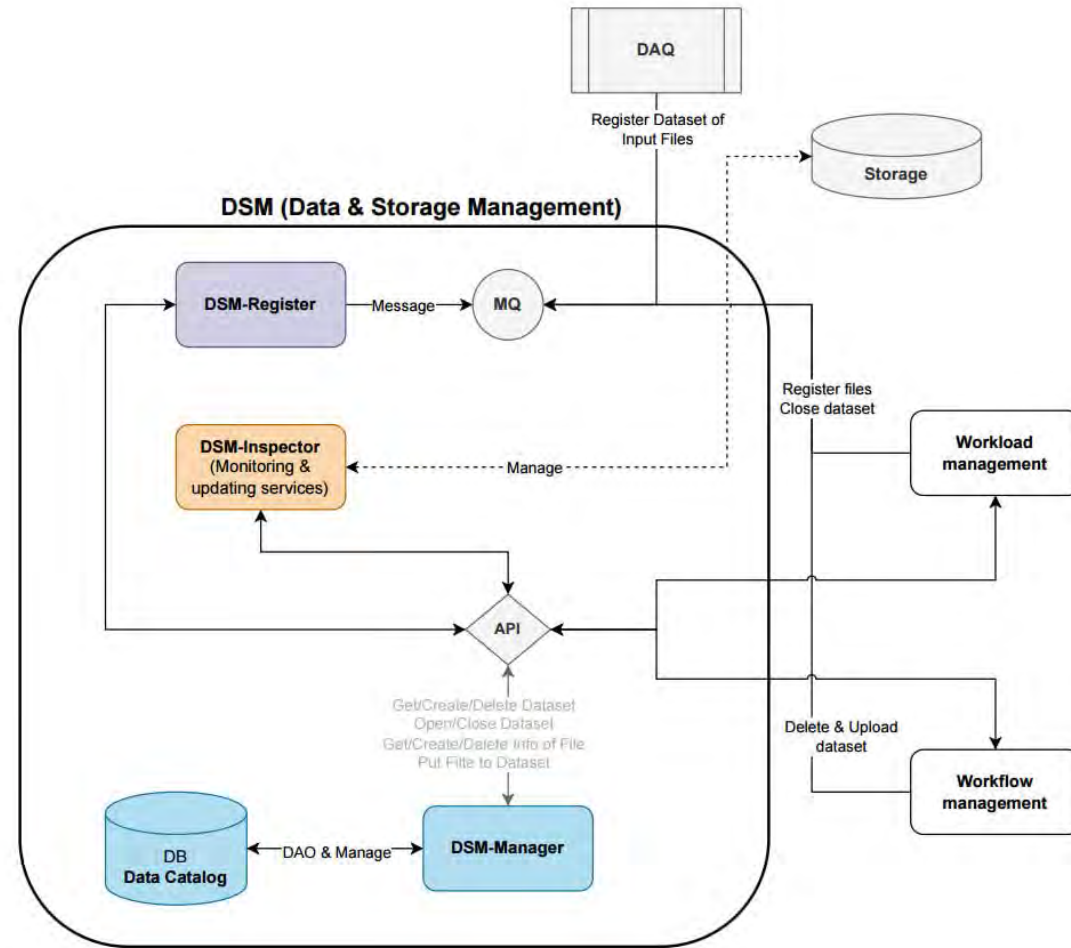 DAQ
Register Dataset of
Input Files
Storage
DSM (Data & Storage Management)
DSM-Register
Message
MQ
Register files
Close dataset
DSM-Inspector
(Monitoring &
updating services)
Manage
Workload
management
API
Get/Create/Delete Dataset
Open/Close Dataset
Get/Create/Delete Info of File
Put Filte to Dataset
Delete & Upload
dataset
Workflow
management
DB
Data Catalog
DAO & Manage
DSM-Manager